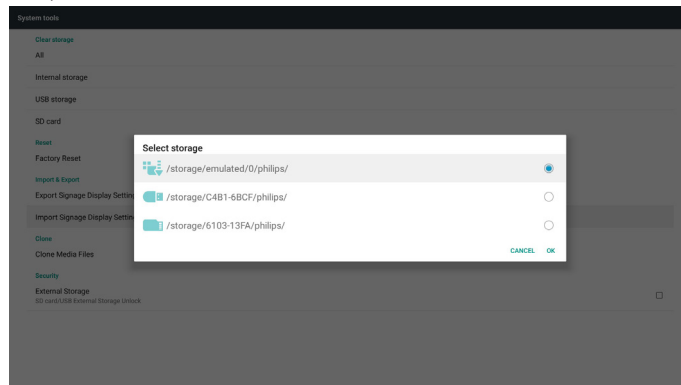 System tools
Clear storage
All
Internal storage
USB storage
SD card
Reset
Factory Reset
Import & Export
Export Signage Display Setting
Import Signage Display Settin
Clone
Clone Media Files
Security
External Storage
SD card/USB External Storage Unlock
Select storage
/storage/emulated/0/philips/
/storage/C4B1-6BCF/philips/
/storage/6103-13FA/philips/
CANCEL OK